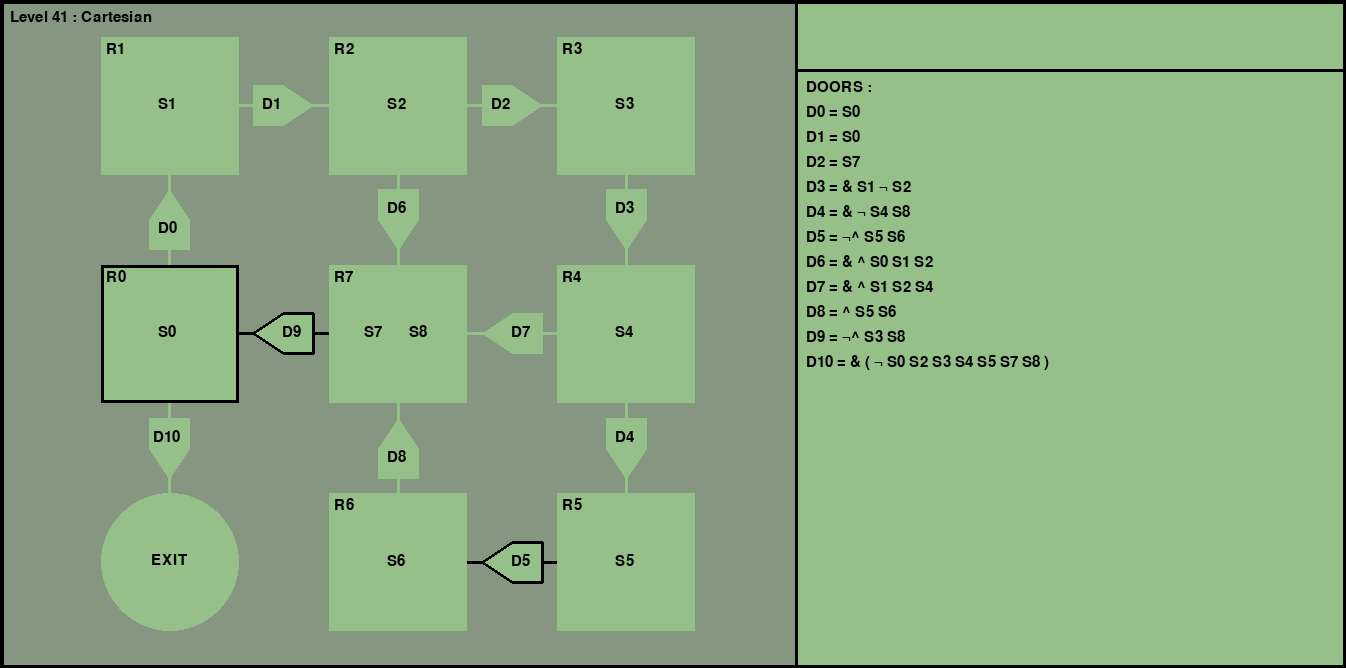 Level 41 : Cartesian
R1
R2
R3
S1
D1
S2
D2
S3
D0
D6
D3
R0
R7
R4
S0
D9
S7
S8
D7
S4
D10
D8
D4
R6
R5
EXIT
S6
D5
S5
DOORS :
D0 = S0
D1 = S0
D2 = S7
D3 = & S1 ¬ S2
D4 = & ¬ S4 S8
D5 = ¬^ S5 S6
D6 = & ^ S0 S1 S2
D7 = & ^ S1 S2 S4
D8 = ^ S5 S6
D9 = ¬^ S3 S8
D10 = & ( ¬ S0 S2 S3 S4 S5 S7 S8 )